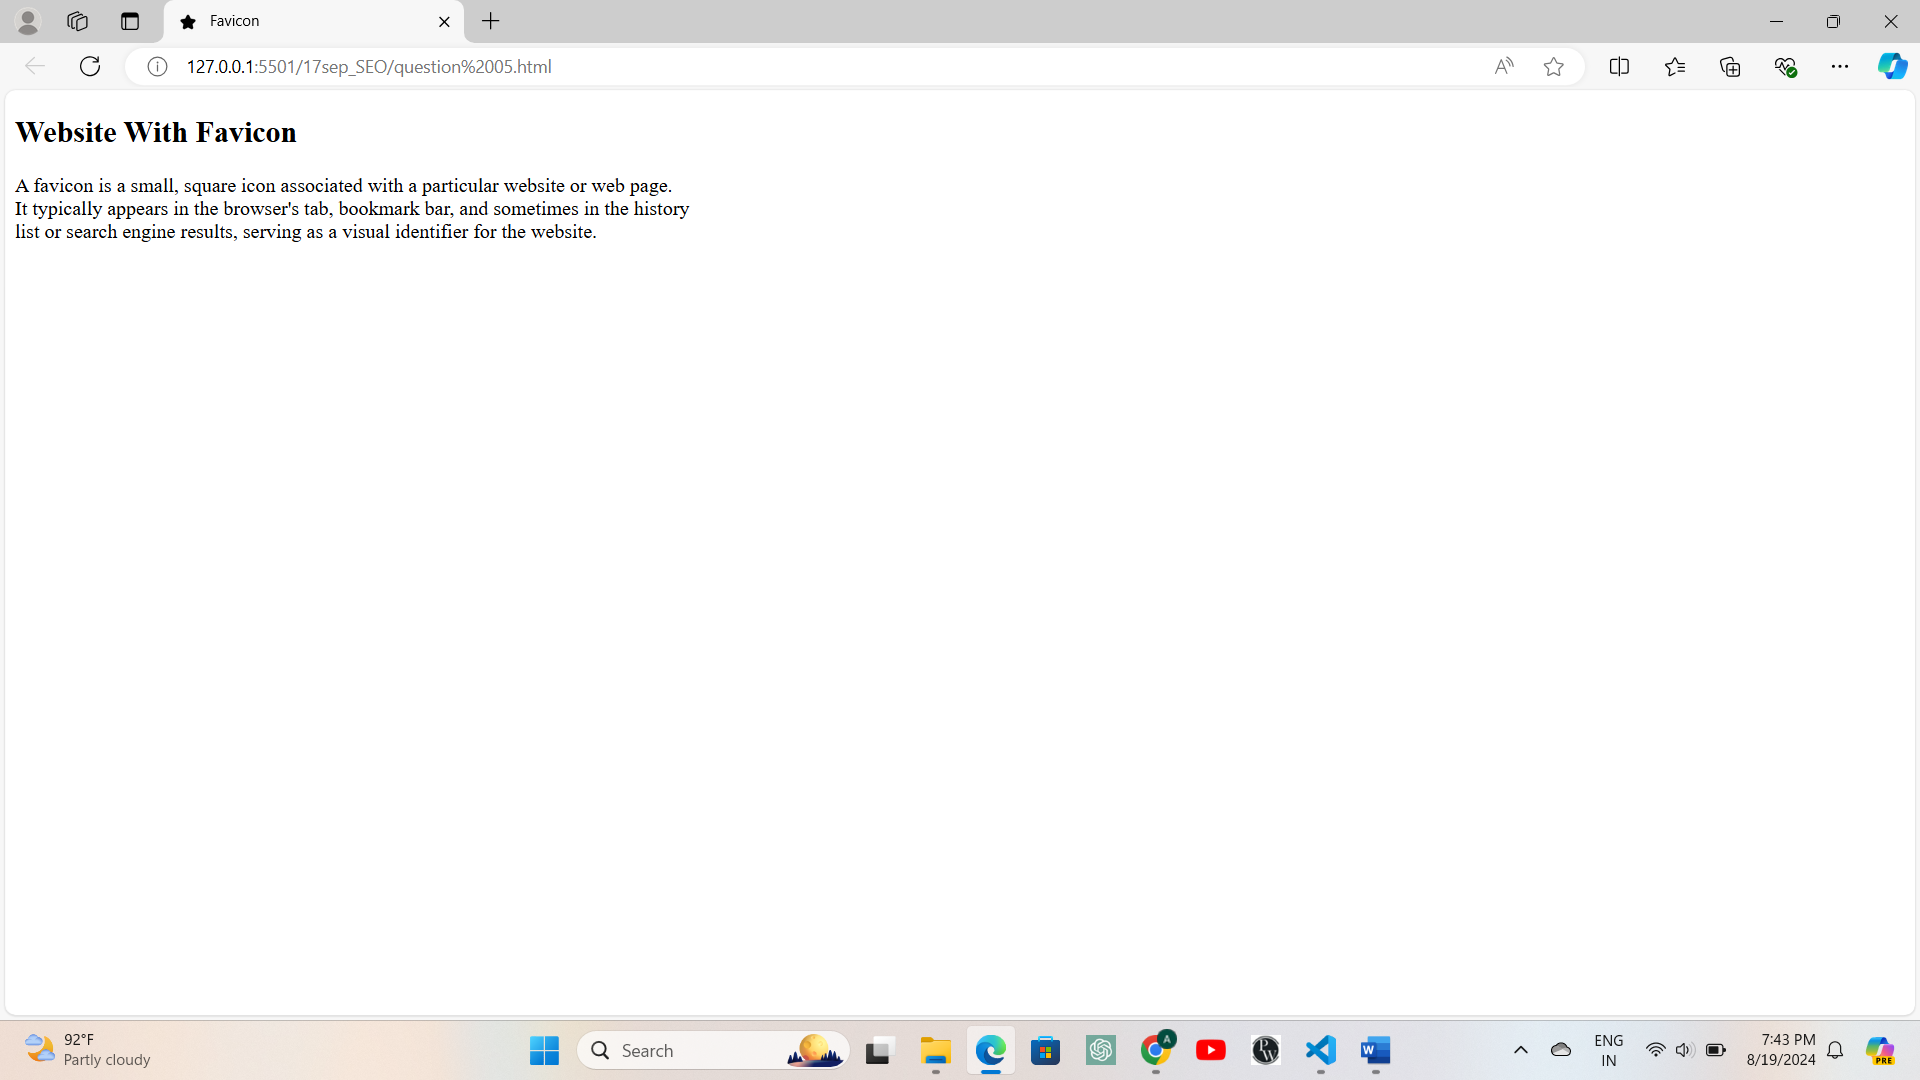 Favicon
127.0.0.1:5501/17sep_SEO/question%2005.html
Website With Favicon
A favicon is a small, square icon associated with a particular website or web page.
It typically appears in the browser's tab, bookmark bar, and sometimes in the history
list or search engine results, serving as a visual identifier for the website.
92°F
Partly cloudy
Search
A
PW
W
ENG
IN
7:43 PM
8/19/2024
PRE